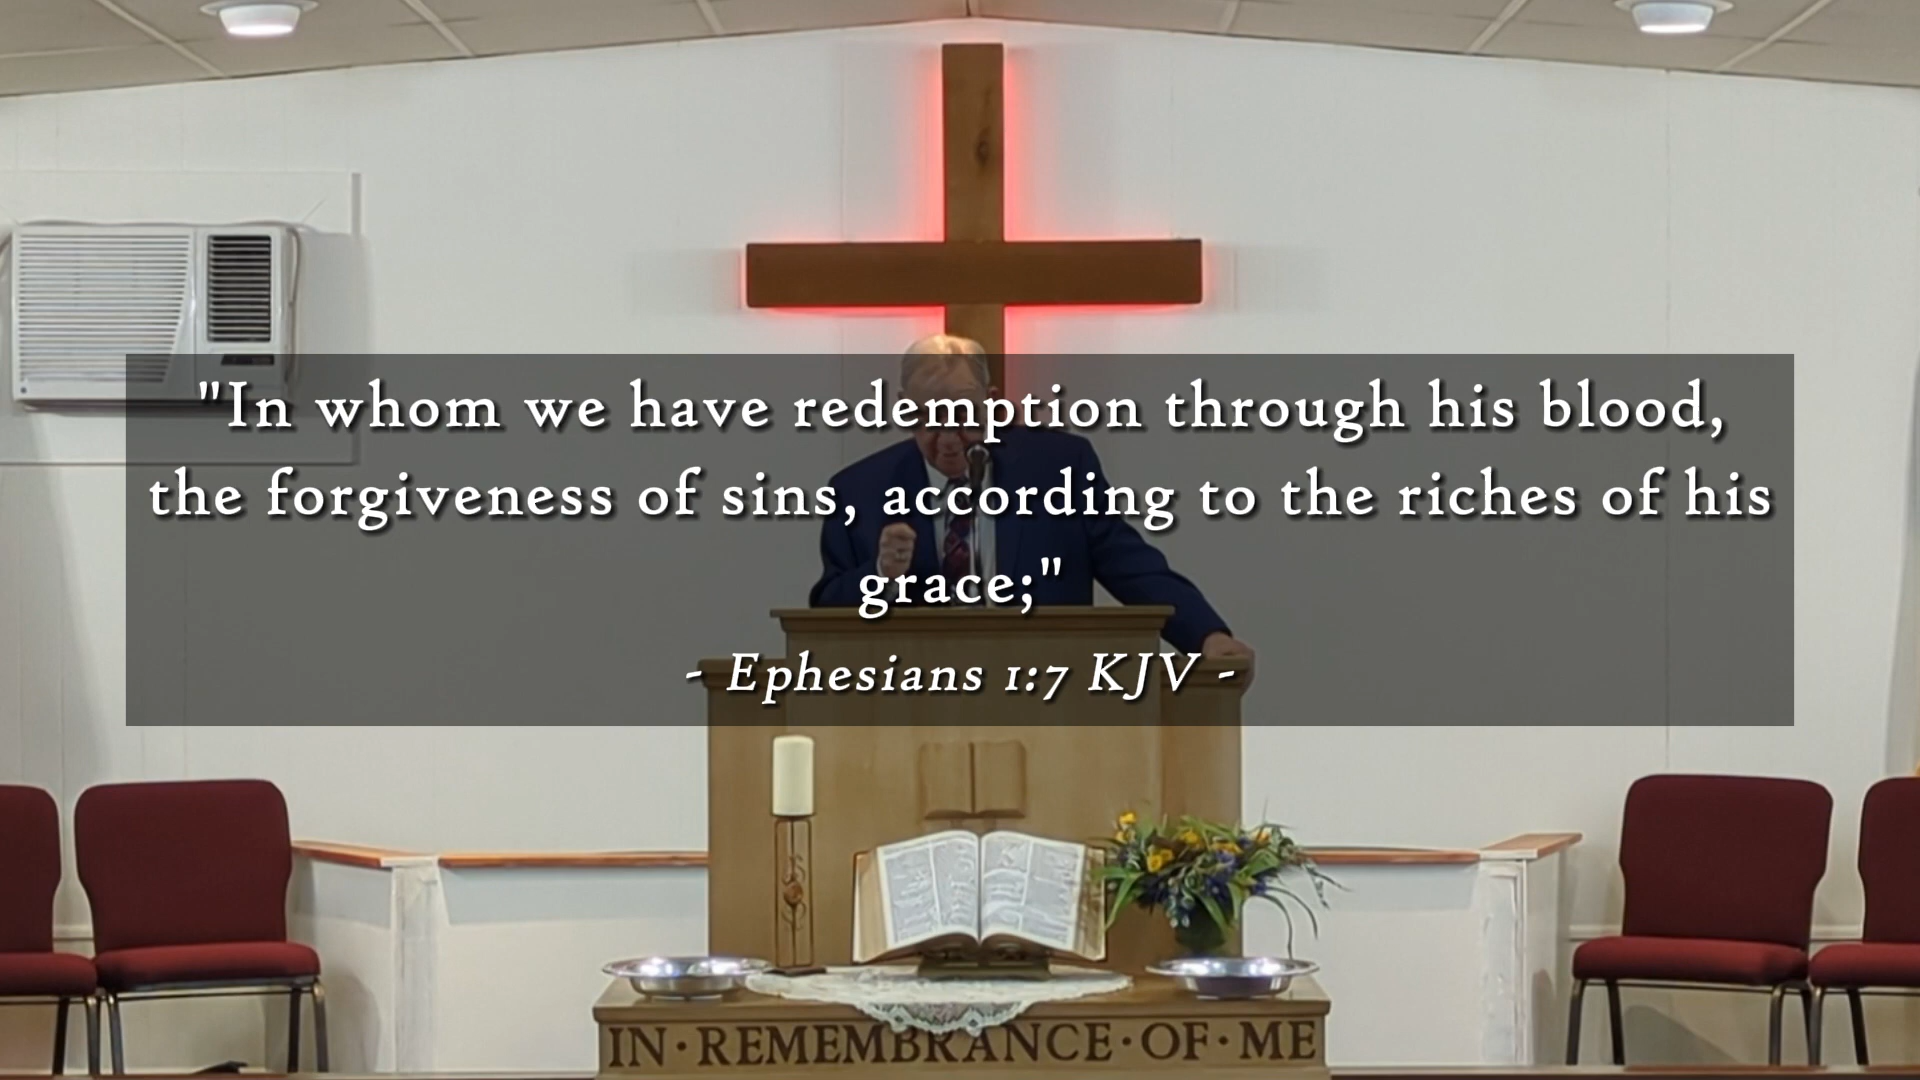 "In whom we have redemption through his blood,
the forgiveness of sins, according to the riches of his
grace;"
- Ephesians 1:7 KJV -
IN·REMEMBRANCE·OF·ME